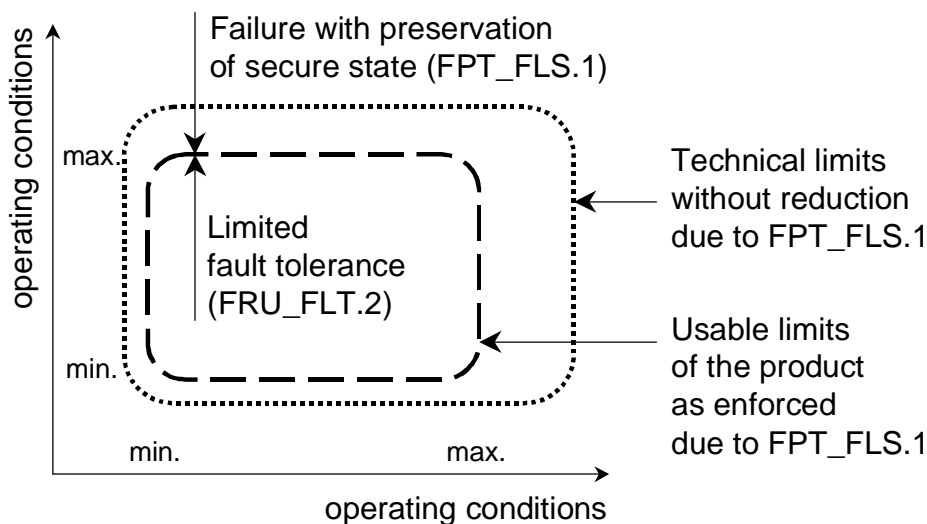 Failure with preservation
of secure state (FPT_FLS.1)
operating conditions
max.
Limited
fault tolerance
(FRU_FLT.2)
min.
Technical limits
without reduction
due to FPT_FLS.1
Usable limits
of the product
as enforced
due to FPT_FLS.1
min.
max.
operating conditions